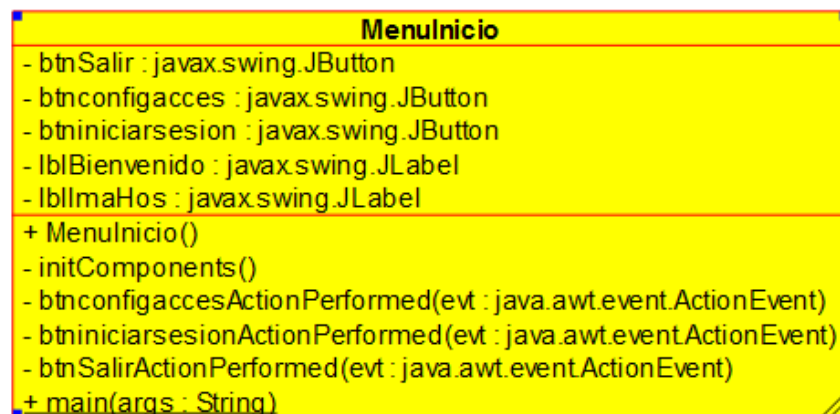 MenuInicio
- btnSalir : javax.swing.JButton
- btnconfigacces : javax.swing.JButton
- btniniciarsesion : javax.swing.JButton
- lblBienvenido : javax.swing.JLabel
- lblImaHos : javax.swing.JLabel
+ MenuInicio()
- initComponents()
- btnconfigaccesActionPerformed(evt : java.awt.event.ActionEvent)
- btniniciarsesionActionPerformed(evt : java.awt.event.ActionEvent)
- btnSalirActionPerformed(evt : java.awt.event.ActionEvent)
+ main(args : String)